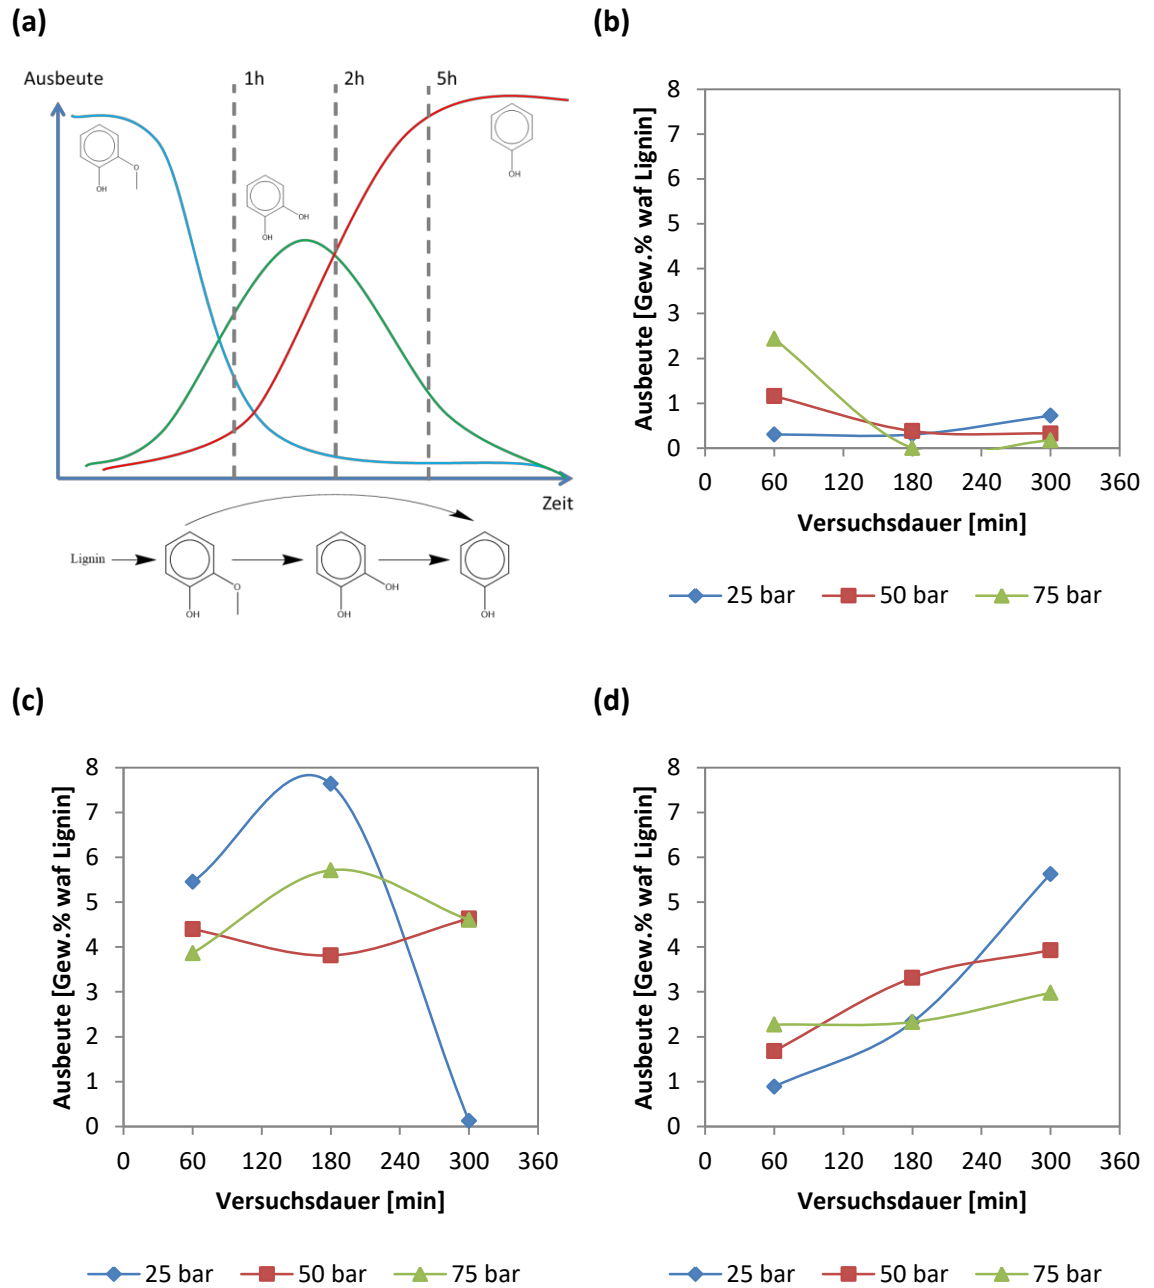 (a)
Ausbeute
1h
2h
5h
OH
O
OH
OH
OH
Zeit
Lignin
O
OH
OH
OH
OH
(b)
Ausbeute [Gew.% waf Lignin]
8
7
6
5
4
3
2
1
0
0 60 120 180 240 300 360
Versuchsdauer [min]
25 bar 50 bar 75 bar
(c)
Ausbeute [Gew.% waf Lignin]
8
7
6
5
4
3
2
1
0
0 60 120 180 240 300 360
Versuchsdauer [min]
25 bar 50 bar 75 bar
(d)
Ausbeute [Gew.% waf Lignin]
8
7
6
5
4
3
2
1
0
0 60 120 180 240 300 360
Versuchsdauer [min]
25 bar 50 bar 75 bar